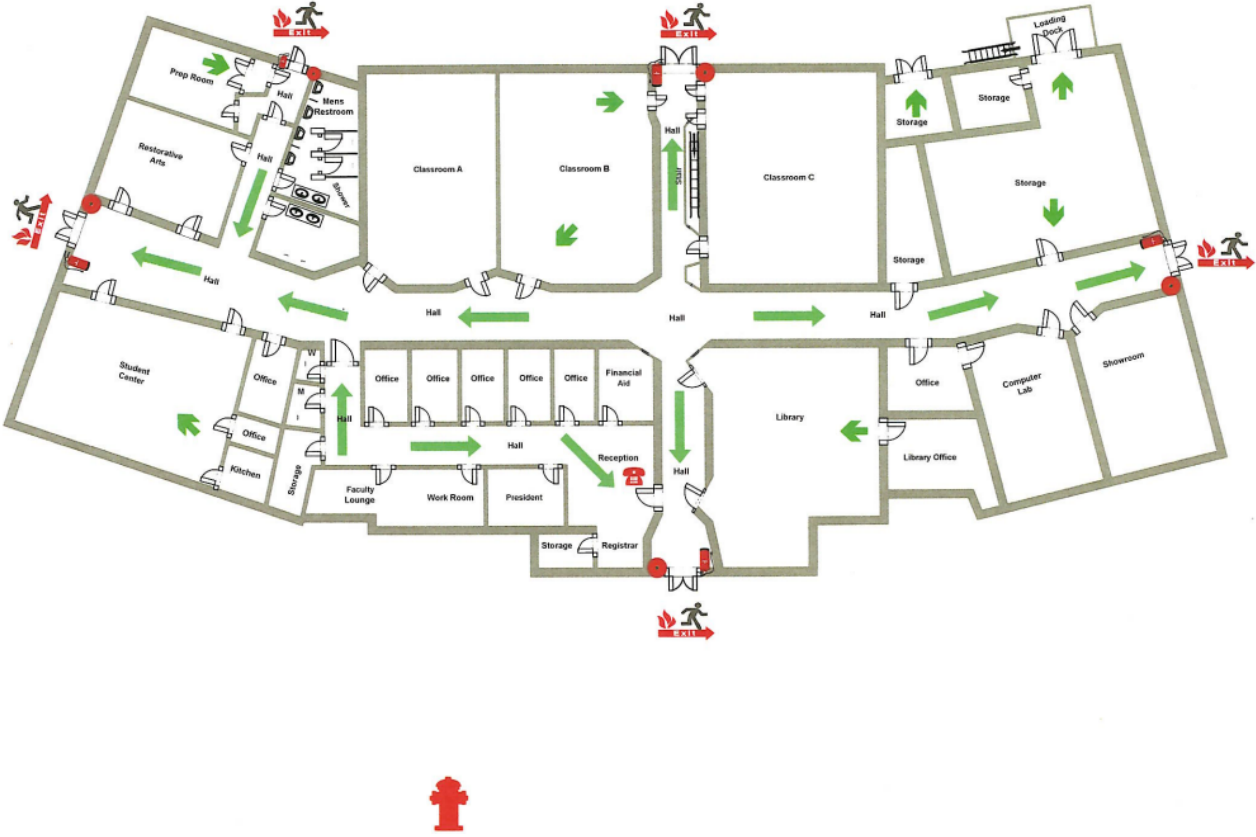 Exit
Exit
Loading
Dock
Prep Room
Hall
Mens
Restroom
Storage
Storage
Hall
Restorative
Arts
Hall
Classroom A
Classroom B
Stair
Classroom C
Storage
Shower
Exit
Exit
Storage
Hall
Hall
Hall
Hall
W
Student
Center
Office
M
Office
Office
Office
Office
Office
Financial
Aid
Office
Computer
Lab
Showroom
Hall
Library
Office
Hall
Reception
Hall
Library Office
Kitchen
Storage
Faculty
Lounge
Work Room
President
Storage
Registrar
Exit